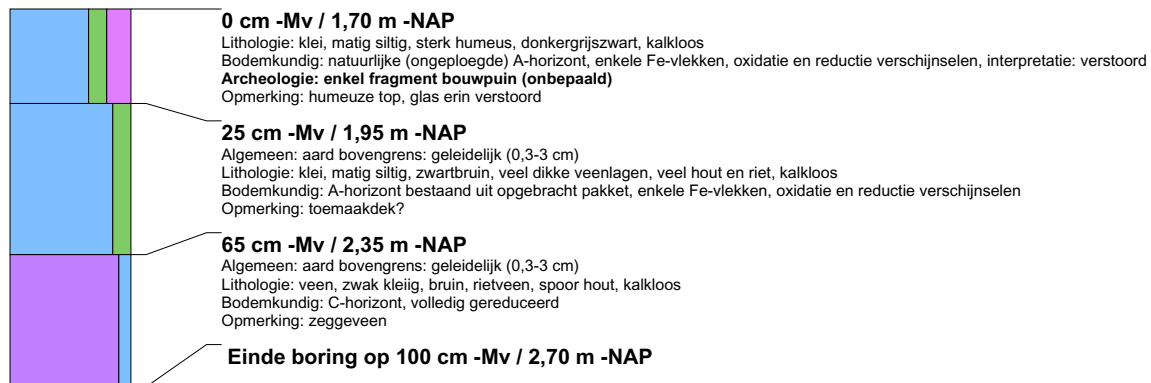 0 cm -Mv / 1,70 m -NAP
Lithologie: klei, matig siltig, sterk humeus, donkergrijszwart, kalkloos
Bodemkundig: natuurlijke (ongeploegde) A-horizont, enkele Fe-vlekken, oxidatie en reductie verschijnselen, interpretatie: verstoord
Archeologie: enkel fragment bouwpuin (onbepaald)
Opmerking: humeuze top, glas erin verstoord
25 cm -Mv / 1,95 m -NAP
Algemeen: aard bovengrens: geleidelijk (0,3-3 cm)
Lithologie: klei, matig siltig, zwartbruin, veel dikke veenlagen, veel hout en riet, kalkloos
Bodemkundig: A-horizont bestaand uit opgebracht pakket, enkele Fe-vlekken, oxidatie en reductie verschijnselen
Opmerking: toemaakdek?
65 cm -Mv / 2,35 m -NAP
Algemeen: aard bovengrens: geleidelijk (0,3-3 cm)
Lithologie: veen, zwak kleiig, bruin, rietveen, spoor hout, kalkloos
Bodemkundig: C-horizont, volledig gereduceerd
Opmerking: zeggeveen
Einde boring op 100 cm -Mv / 2,70 m -NAP